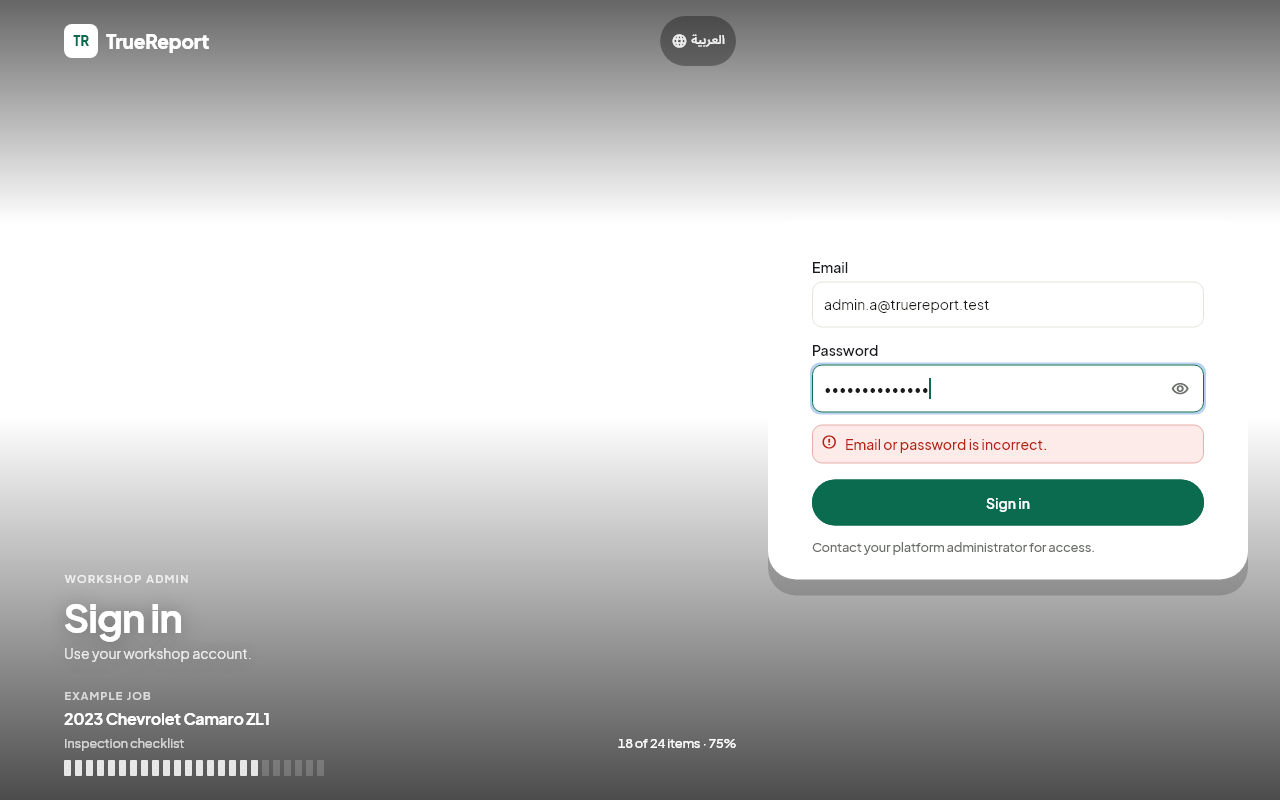 TR TrueReport
العربية
Email
admin.a@truereport.test
Password
••••••••••••••
Email or password is incorrect.
Sign in
Contact your platform administrator for access.
WORKSHOP ADMIN
Sign in
Use your workshop account.
EXAMPLE JOB
2023 Chevrolet Camaro ZL1
Inspection checklist
18 of 24 items · 75%